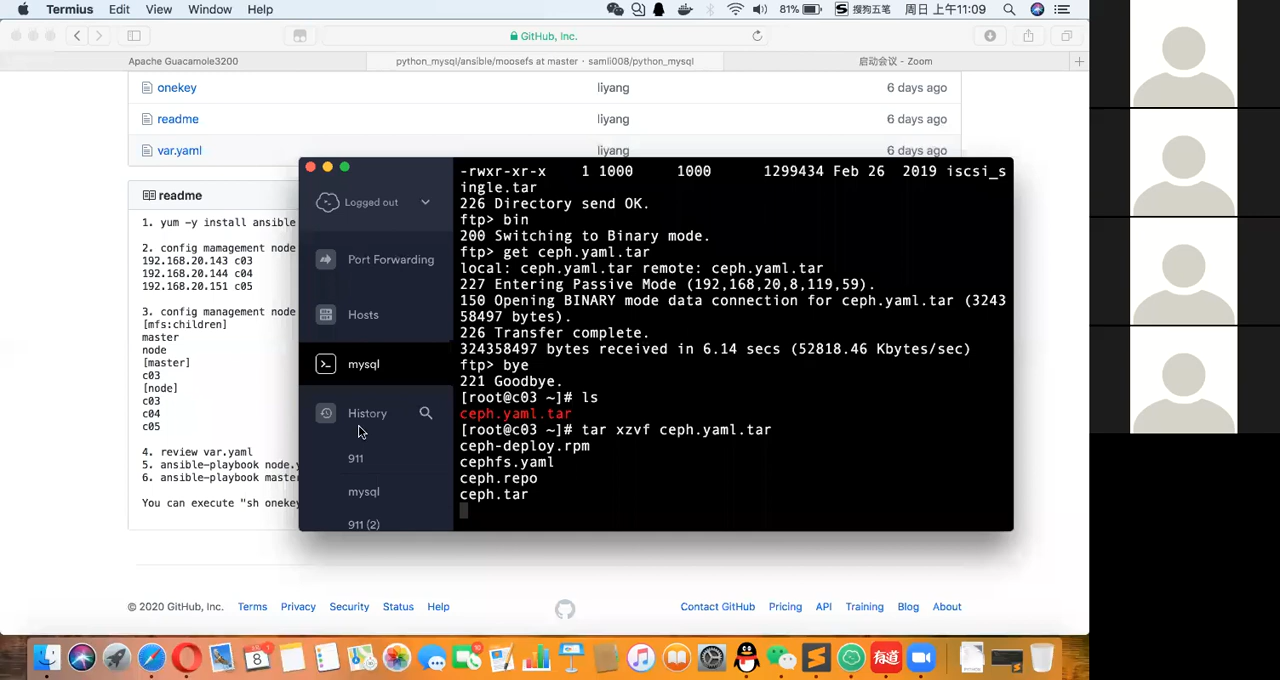 Termius Edit View Window Help 81% 搜狗五笔 周日 上午11:09
GitHub, Inc.
Apache Guacamole3200 python_mysql/ansible/moosefs at master · samli008/python_mysql 启动会议 - Zoom
onekey liyang 6 days ago
readme liyang 6 days ago
var.yaml liyang 6 days ago
readme
1. yum -y install ansible
2. config mamagement node
192.168.20.143 c03
192.168.20.144 c04
192.168.20.151 c05
3. config management node
[mfs:children]
master
node
[master]
c03
[node]
c03
c04
c05
4. review var.yaml
5. ansible-playbook node.y
6. ansible-playbook maste
You can execute "sh onekey
Logged out
Port Forwarding
Hosts
mysql
History
911
mysql
911 (2)
-rwxr-xr-x 1 1000 1000 1299434 Feb 26 2019 iscsi_s
ingle.tar
226 Directory send OK.
ftp> bin
200 Switching to Binary mode.
ftp> get ceph.yaml.tar
local: ceph.yaml.tar remote: ceph.yaml.tar
227 Entering Passive Mode (192,168,20,8,119,59).
150 Opening BINARY mode data connection for ceph.yaml.tar (3243
58497 bytes).
226 Transfer complete.
324358497 bytes received in 6.14 secs (52818.46 Kbytes/sec)
ftp> bye
221 Goodbye.
[root@c03 ~]# ls
ceph.yaml.tar
[root@c03 ~]# tar xzvf ceph.yaml.tar
ceph-deploy.rpm
cephfs.yaml
ceph.repo
ceph.tar
© 2020 GitHub, Inc. Terms Privacy Security Status Help Contact GitHub Pricing API Training Blog About
8
有道